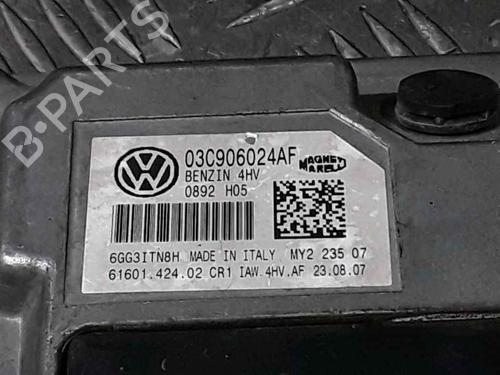 B-PARTS
03C906024AF
MAGNETI
MARELLI
BENZIN 4HV
0892 H05
6GG3ITN8H MADE IN ITALY MY2 235 07
61601.424.02 CR1 IAW.4HV.AF 23.08.07